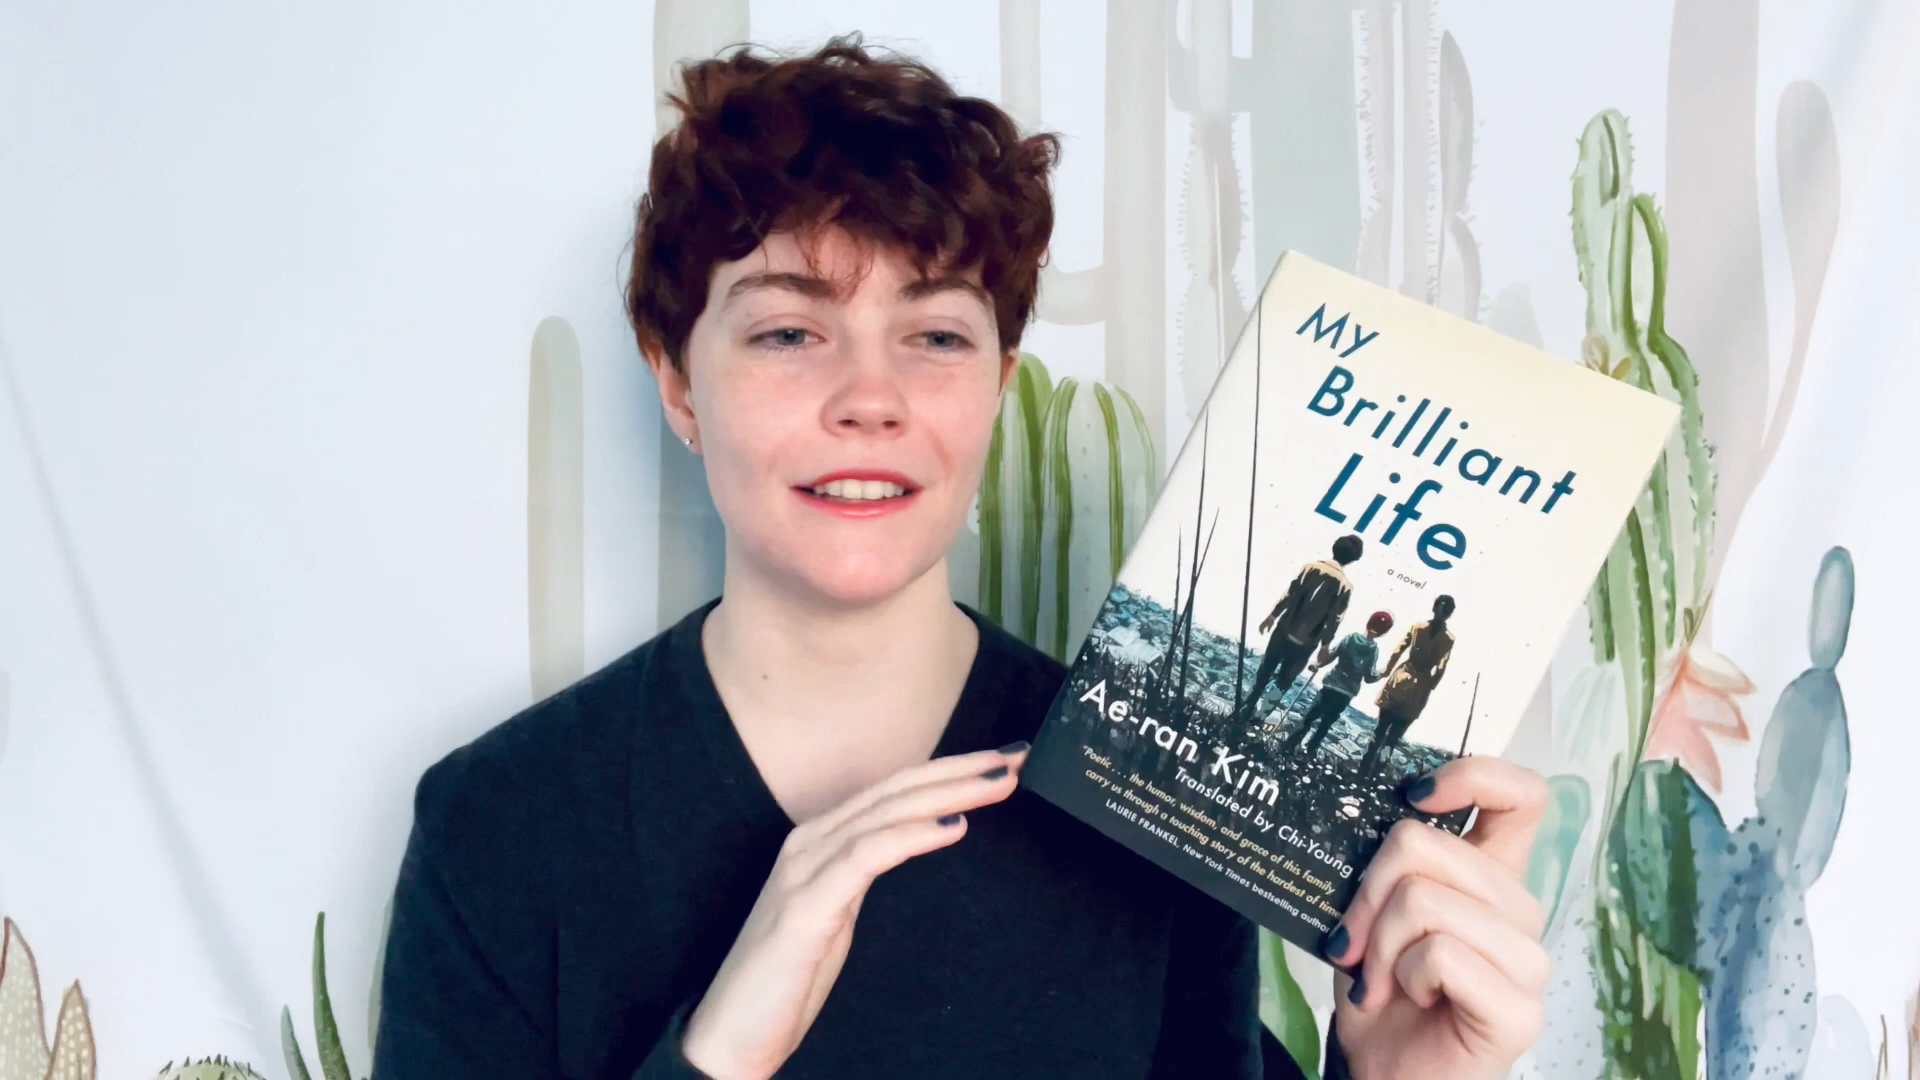 My
Brilliant
Life
a novel
Ae-ran Kim
Translated by Chi-Young
"Poetic . . . the humor, wisdom, and grace of this family
carry us through a touching story of the hardest of time
LAURIE FRANKEL, New York Times bestselling author